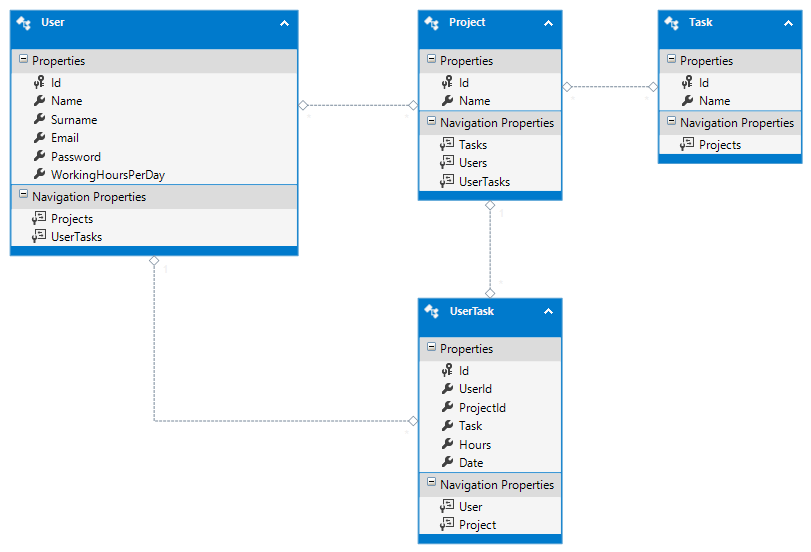 User
Properties
Id
Name
Surname
Email
Password
WorkingHoursPerDay
Navigation Properties
Projects
UserTasks
Project
Properties
Id
Name
Navigation Properties
Tasks
Users
UserTasks
Task
Properties
Id
Name
Navigation Properties
Projects
UserTask
Properties
Id
UserId
ProjectId
Task
Hours
Date
Navigation Properties
User
Project